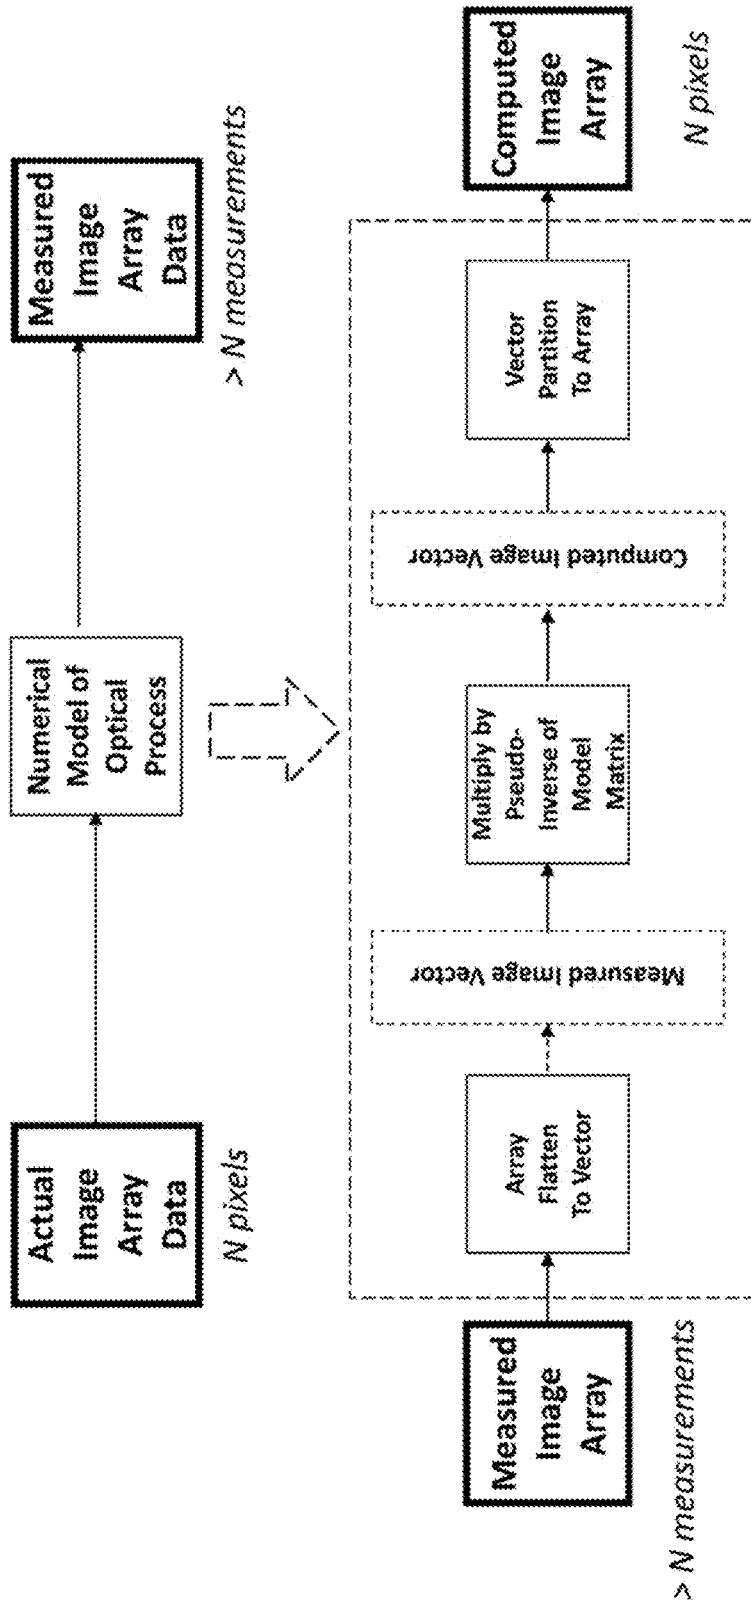 Actual
Image
Array
Data
N pixels
Numerical
Model of
Optical
Process
Measured
Image
Array
Data
> N measurements
Measured
Image
Array
> N measurements
Array
Flatten
To Vector
Measured Image Vector
Multiply by
Pseudo-
Inverse of
Model
Matrix
Computed Image Vector
Vector
Partition
To Array
Computed
Image
Array
N pixels